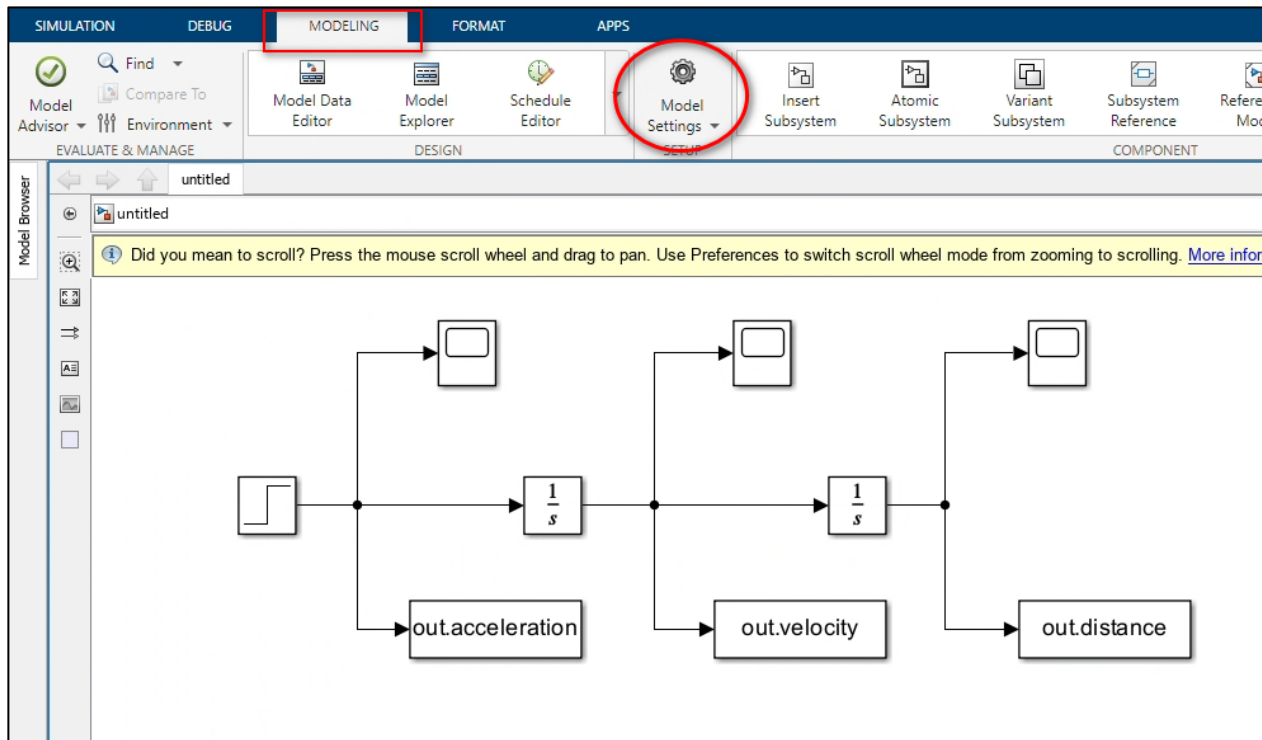 SIMULATION DEBUG MODELING FORMAT APPS
Find
Compare To
Environment
Model
Advisor
Model Data
Editor
Model
Explorer
Schedule
Editor
Model
Settings
Insert
Subsystem
Atomic
Subsystem
Variant
Subsystem
Subsystem
Reference
EVALUATE & MANAGE DESIGN SETUP COMPONENT
Model Browser
untitled
untitled
Did you mean to scroll? Press the mouse scroll wheel and drag to pan. Use Preferences to switch scroll wheel mode from zooming to scrolling. More
1
s
1
s
out.acceleration out.velocity out.distance